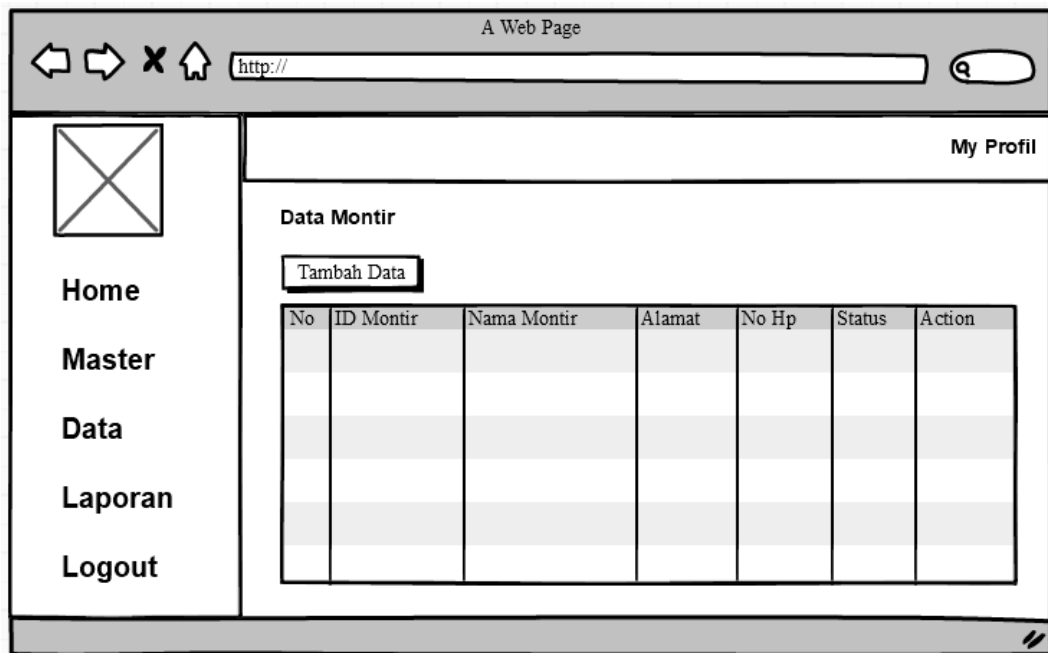 A Web Page
http://
My Profil
Home
Master
Data
Laporan
Logout
Data Montir
Tambah Data
No ID Montir Nama Montir Alamat No Hp Status Action